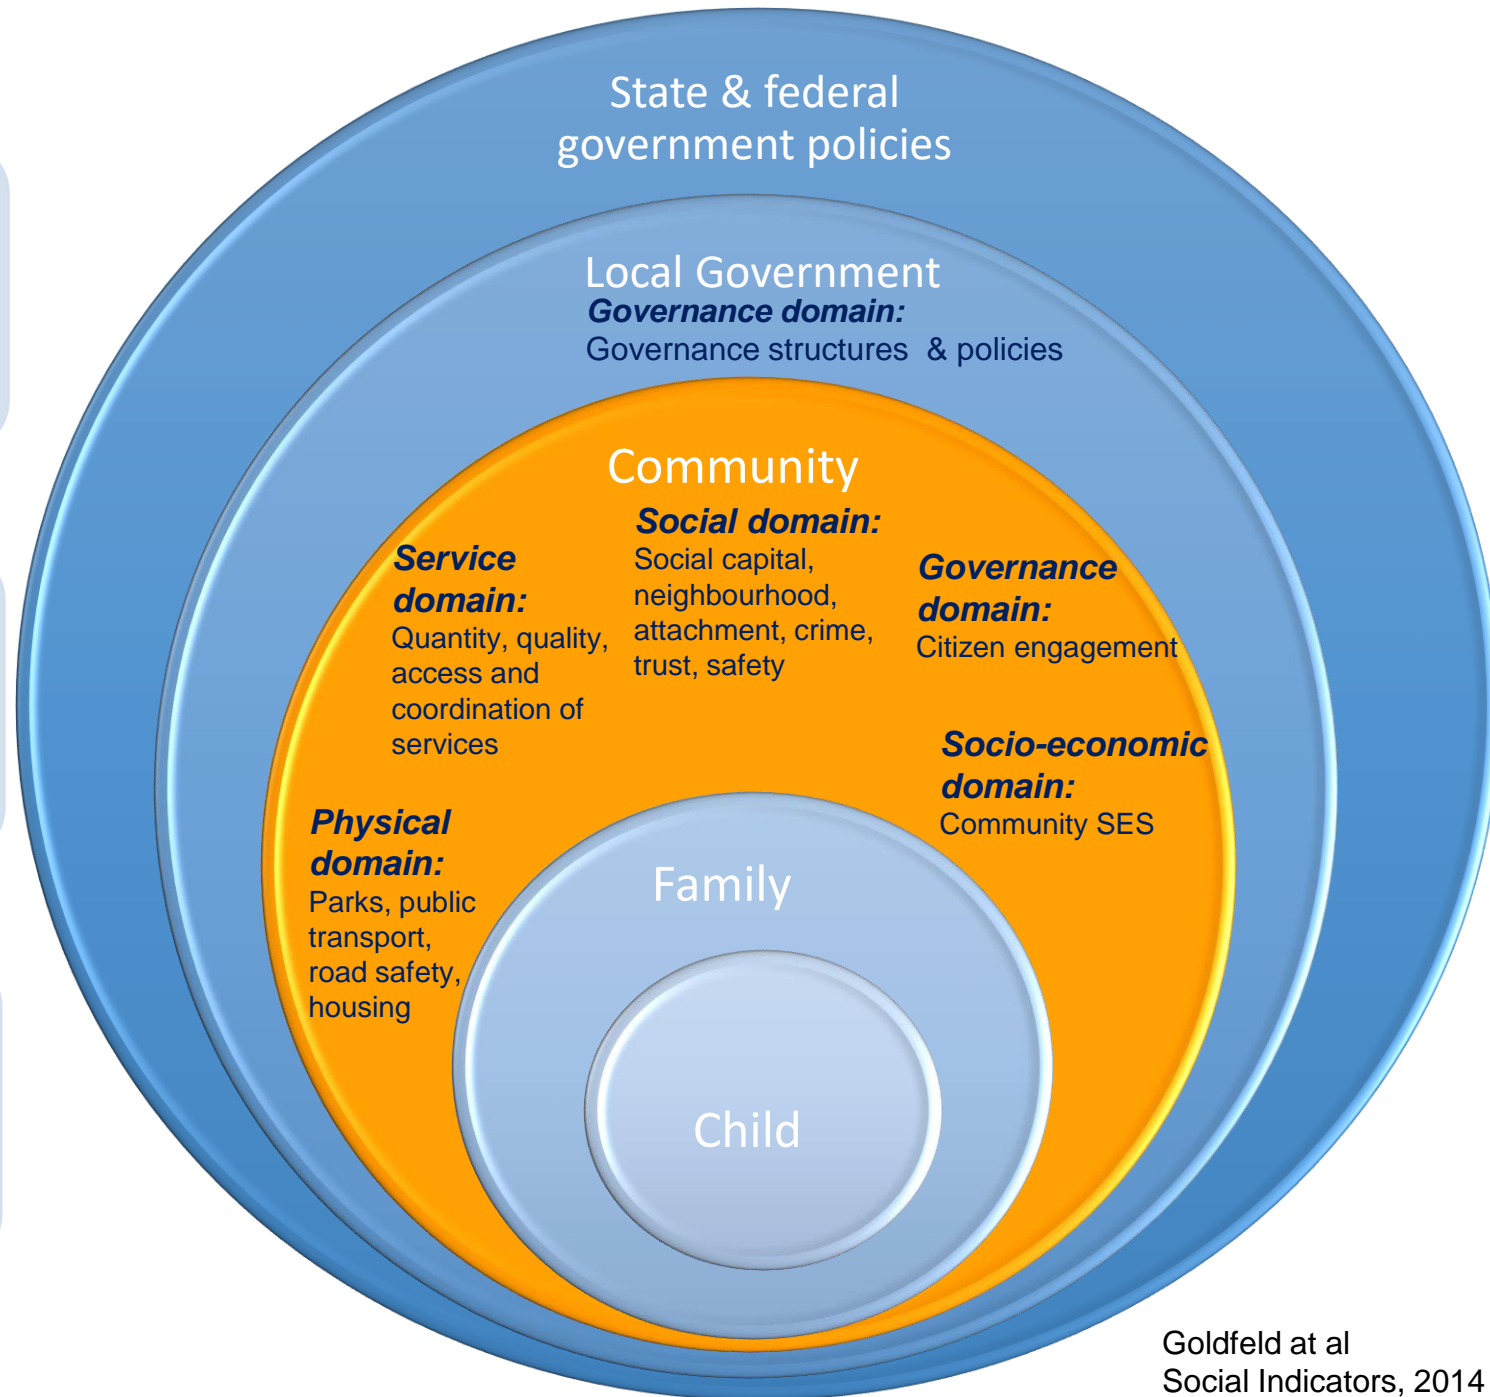 State & federal
government policies
Local Government
Governance domain:
Governance structures  & policies
Community
Service
domain:
Quantity, quality,
access and
coordination of
services
Social domain:
Social capital,
neighbourhood,
attachment, crime,
trust, safety
Governance
domain:
Citizen engagement
Socio-economic
domain:
Community SES
Physical
domain:
Parks, public
transport,
road safety,
housing
Family
Child
Goldfeld at al
Social Indicators, 2014